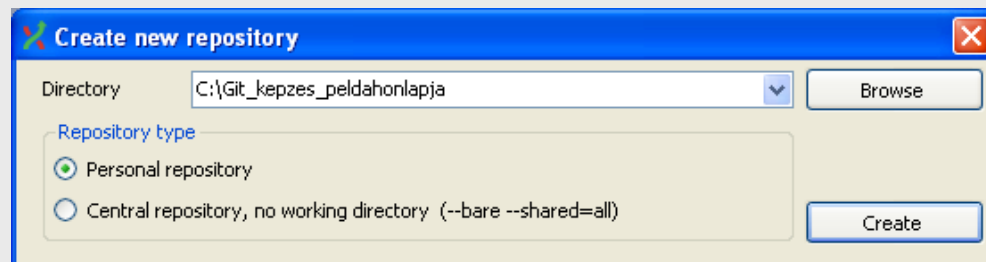 Create new repository
Directory C:\Git_kepzes_peldahonlapja Browse
Repository type
Personal repository
Central repository, no working directory (--bare --shared=all)
Create